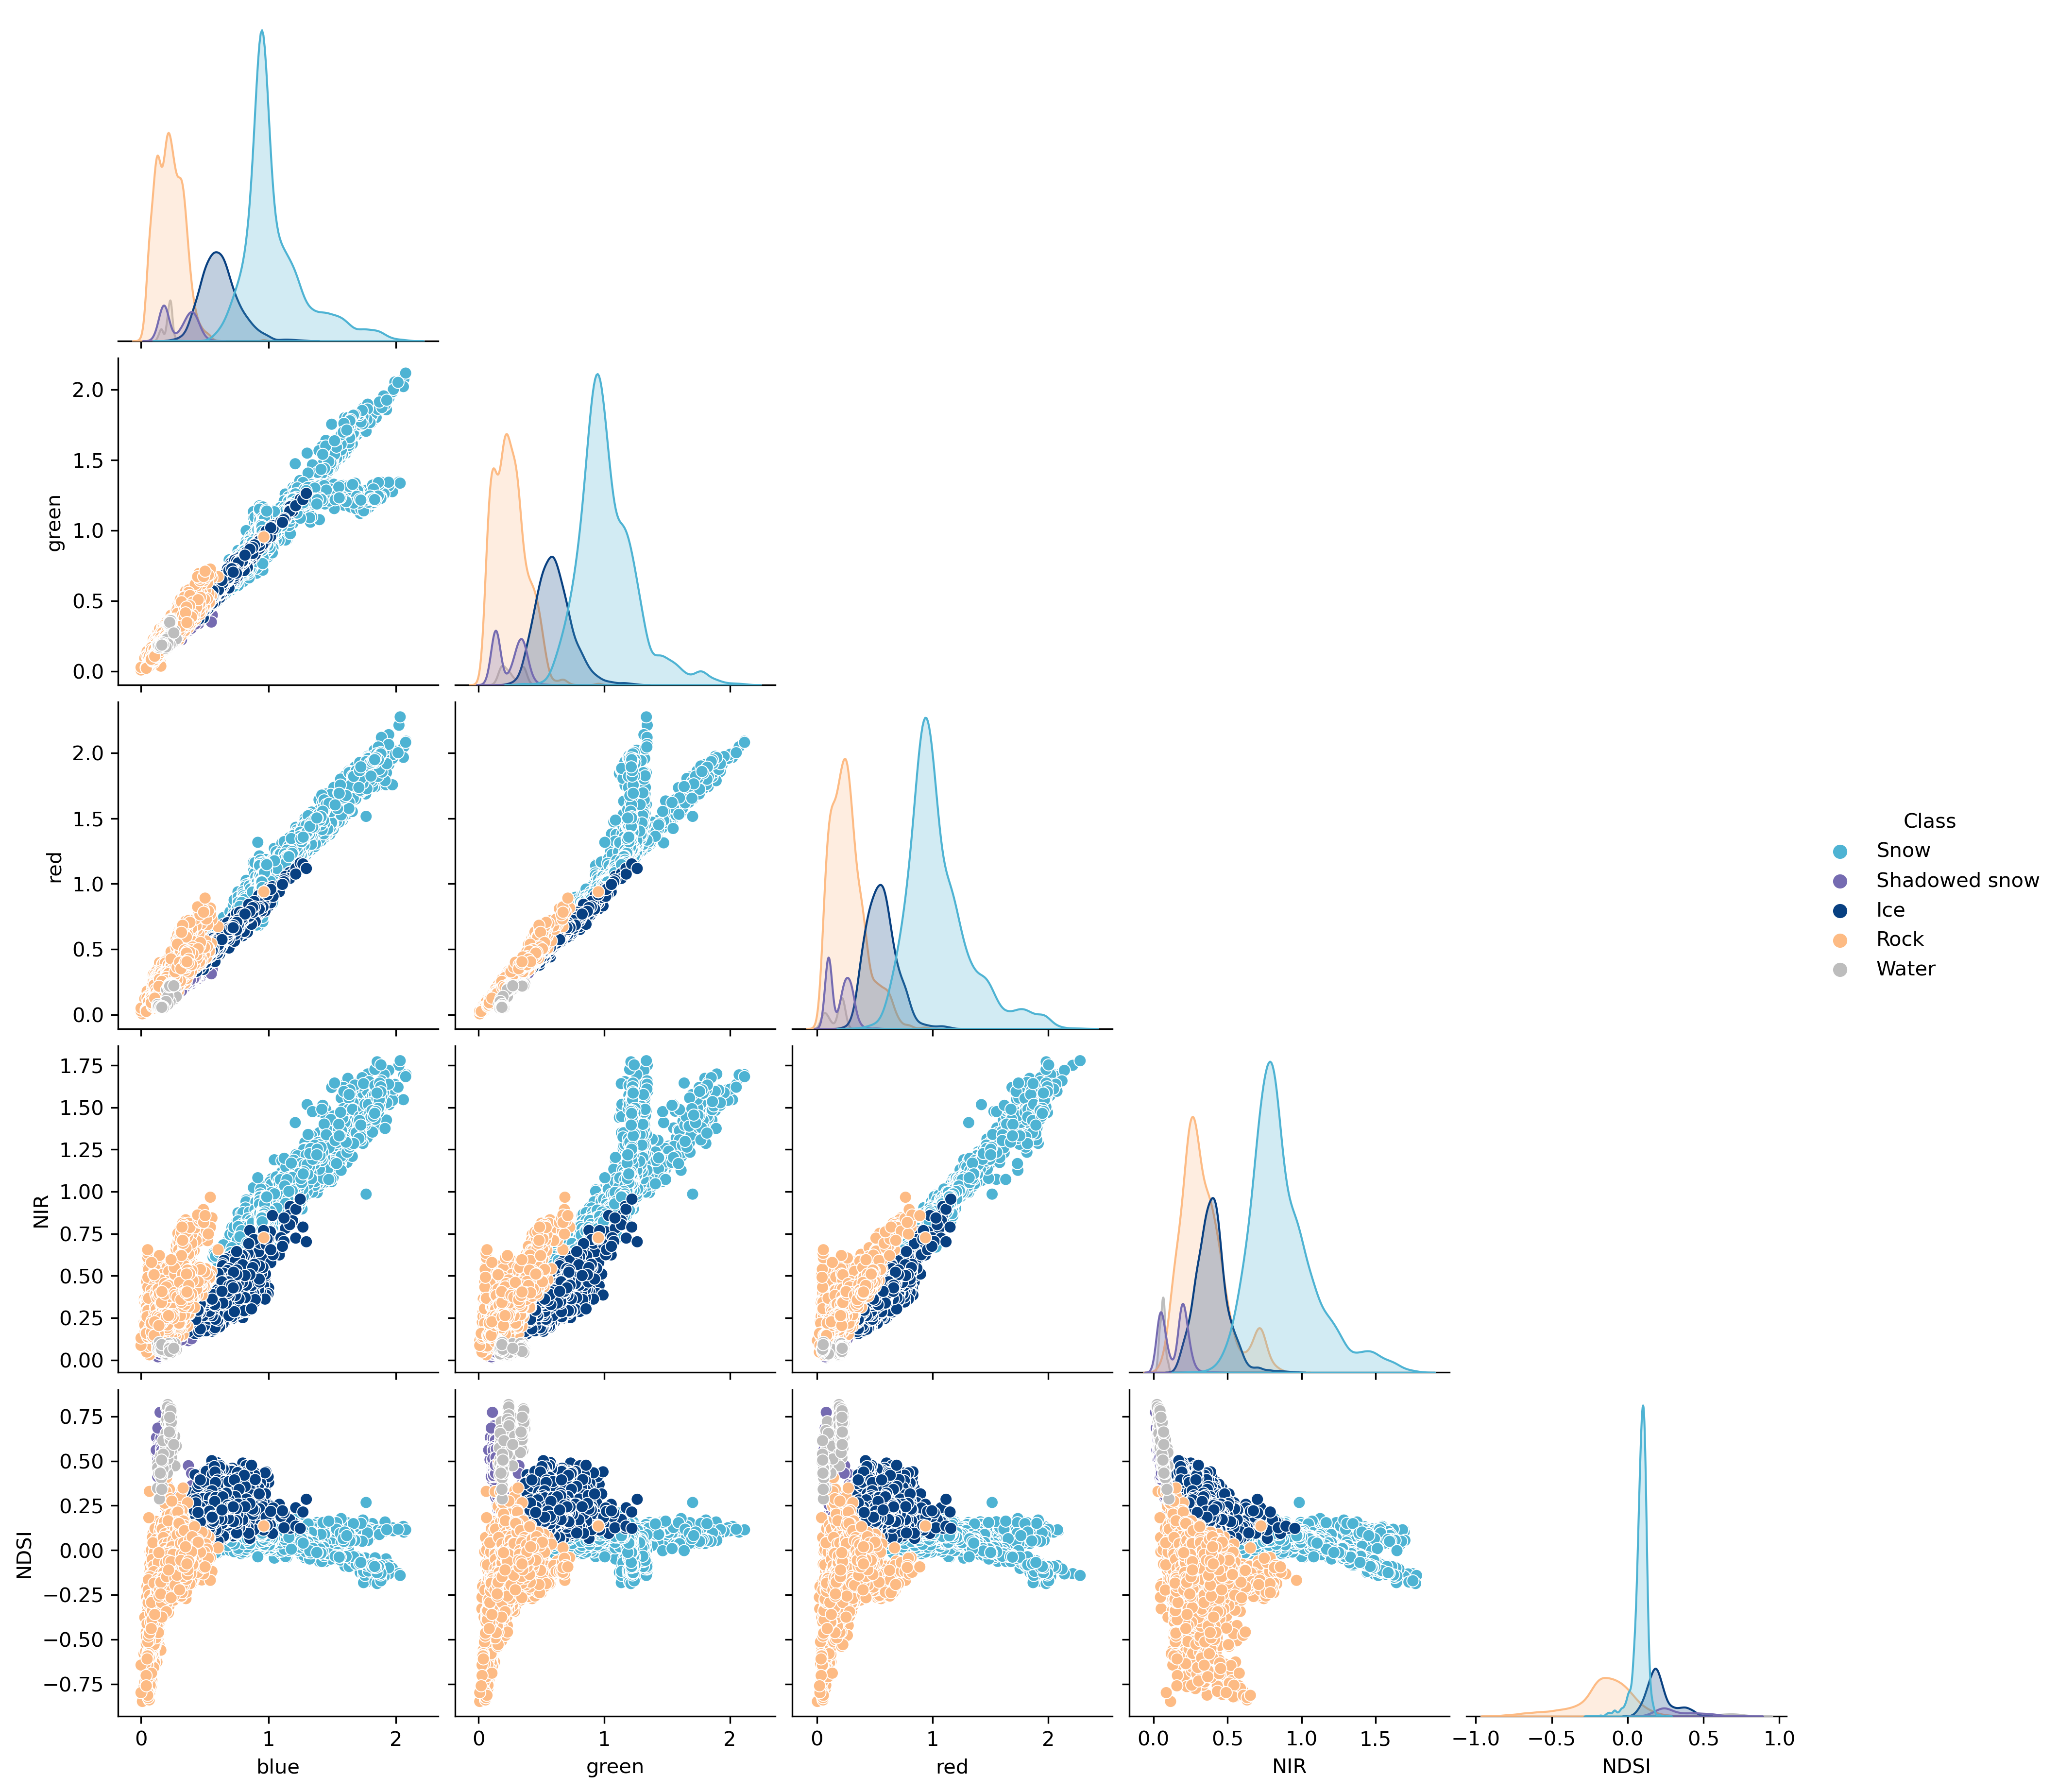 green
2.0
1.5
1.0
0.5
0.0
red
2.0
1.5
1.0
0.5
0.0
Class
Snow
Shadowed snow
Ice
Rock
Water
NIR
1.75
1.50
1.25
1.00
0.75
0.50
0.25
0.00
NDSI
0.75
0.50
0.25
0.00
−0.25
−0.50
−0.75
0 1 2
blue
0 1 2
green
0 1 2
red
0.0 0.5 1.0 1.5
NIR
−1.0 −0.5 0.0 0.5 1.0
NDSI